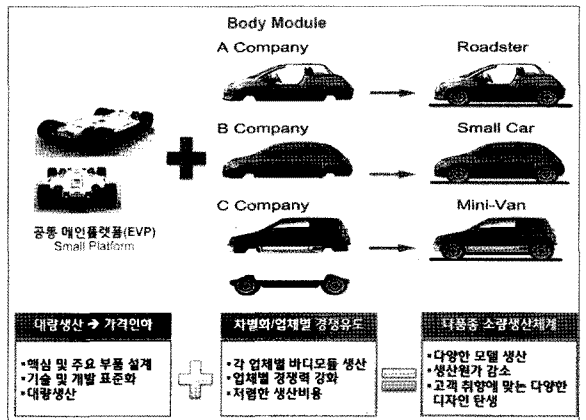 Body Module
A Company
Roadster
B Company
Small Car
C Company
Mini-Van
공통 메인플랫폼(EVP)
Small Platform
대량생산 → 가격인하
▪핵심 및 주요 부품 설계
▪기술 및 개발 표준화
▪대량생산
차별화/업체별 경쟁유도
▪각 업체별 바디모듈 생산
▪업체별 경쟁력 강화
▪저렴한 생산비용
다품종 소량생산체계
▪다양한 모델 생산
▪생산원가 감소
▪고객 취향에 맞는 다양한
디자인 탄생